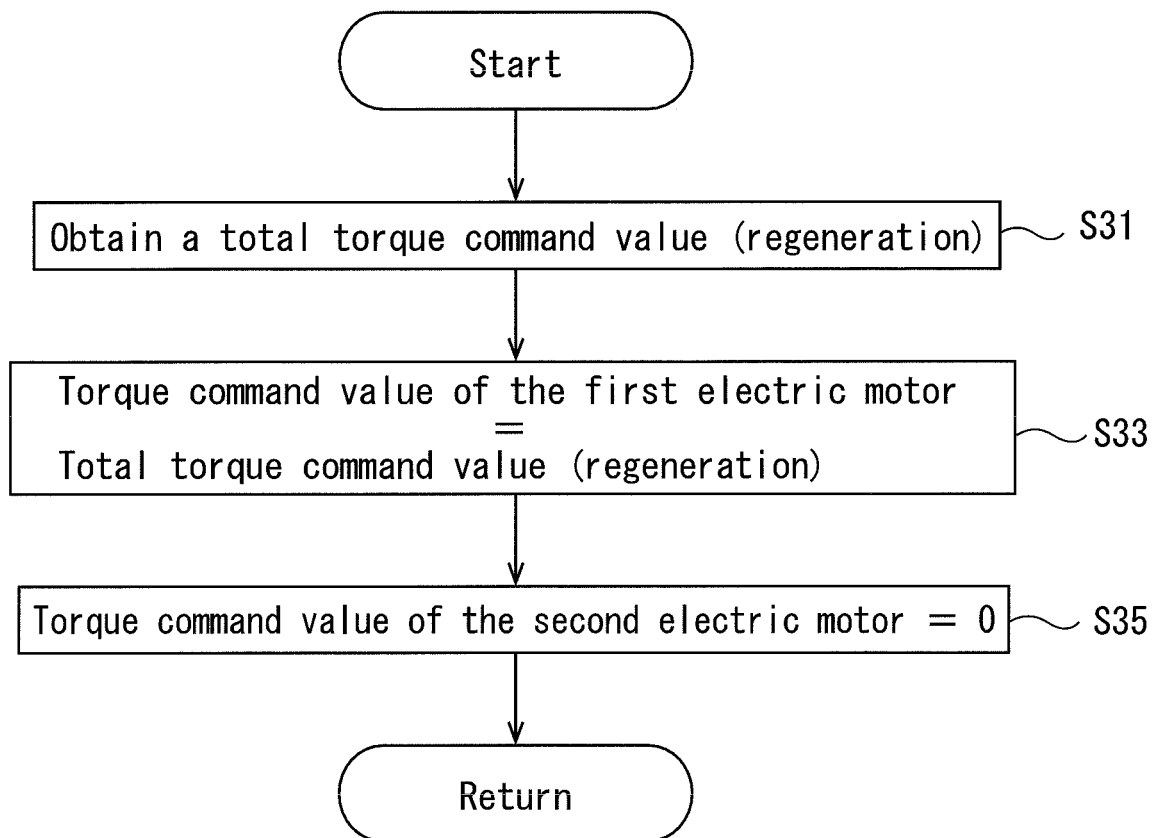 Start
Obtain a total torque command value (regeneration)
S31
Torque command value of the first electric motor
=
Total torque command value (regeneration)
S33
Torque command value of the second electric motor = 0
S35
Return